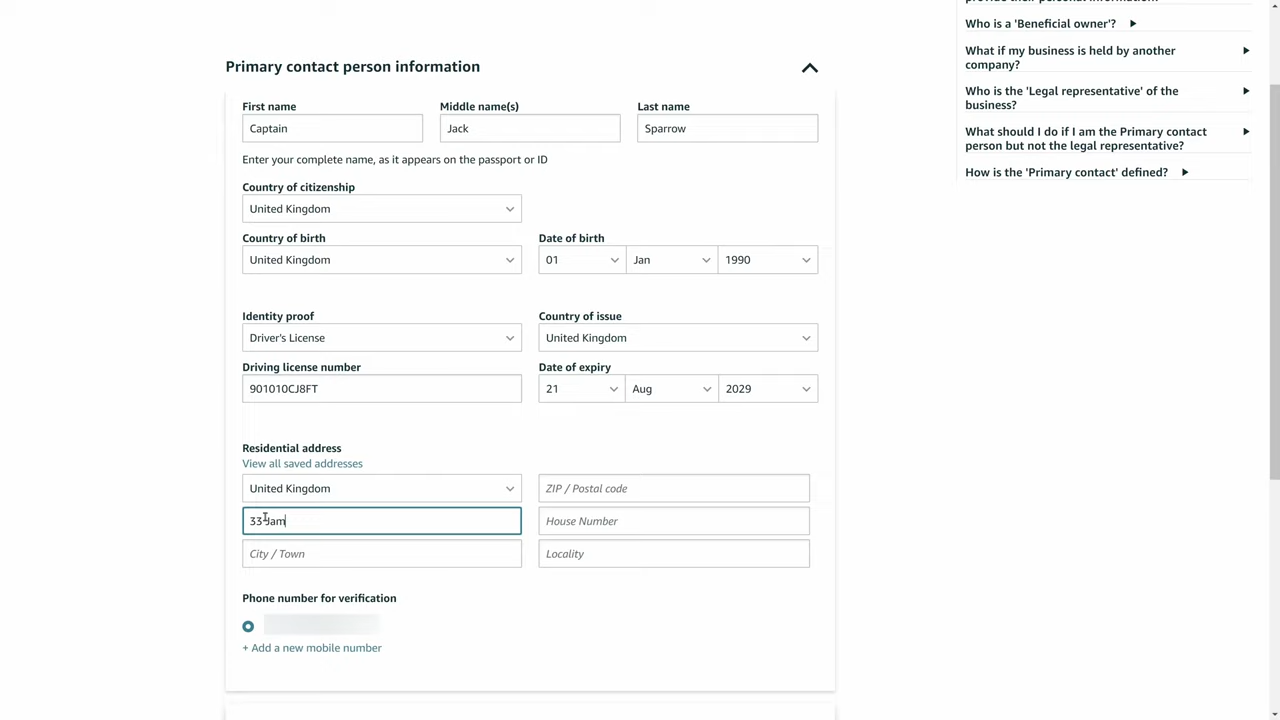 provide their personal information?
Who is a 'Beneficial owner'?
What if my business is held by another
company?
Who is the 'Legal representative' of the
business?
What should I do if I am the Primary contact
person but not the legal representative?
How is the 'Primary contact' defined?
Primary contact person information
First name Middle name(s) Last name
Captain Jack Sparrow
Enter your complete name, as it appears on the passport or ID
Country of citizenship
United Kingdom
Country of birth Date of birth
United Kingdom 01 Jan 1990
Identity proof Country of issue
Driver's License United Kingdom
Driving license number Date of expiry
901010CJ8FT 21 Aug 2029
Residential address
View all saved addresses
United Kingdom ZIP / Postal code
33 Jam House Number
City / Town Locality
Phone number for verification
+ Add a new mobile number